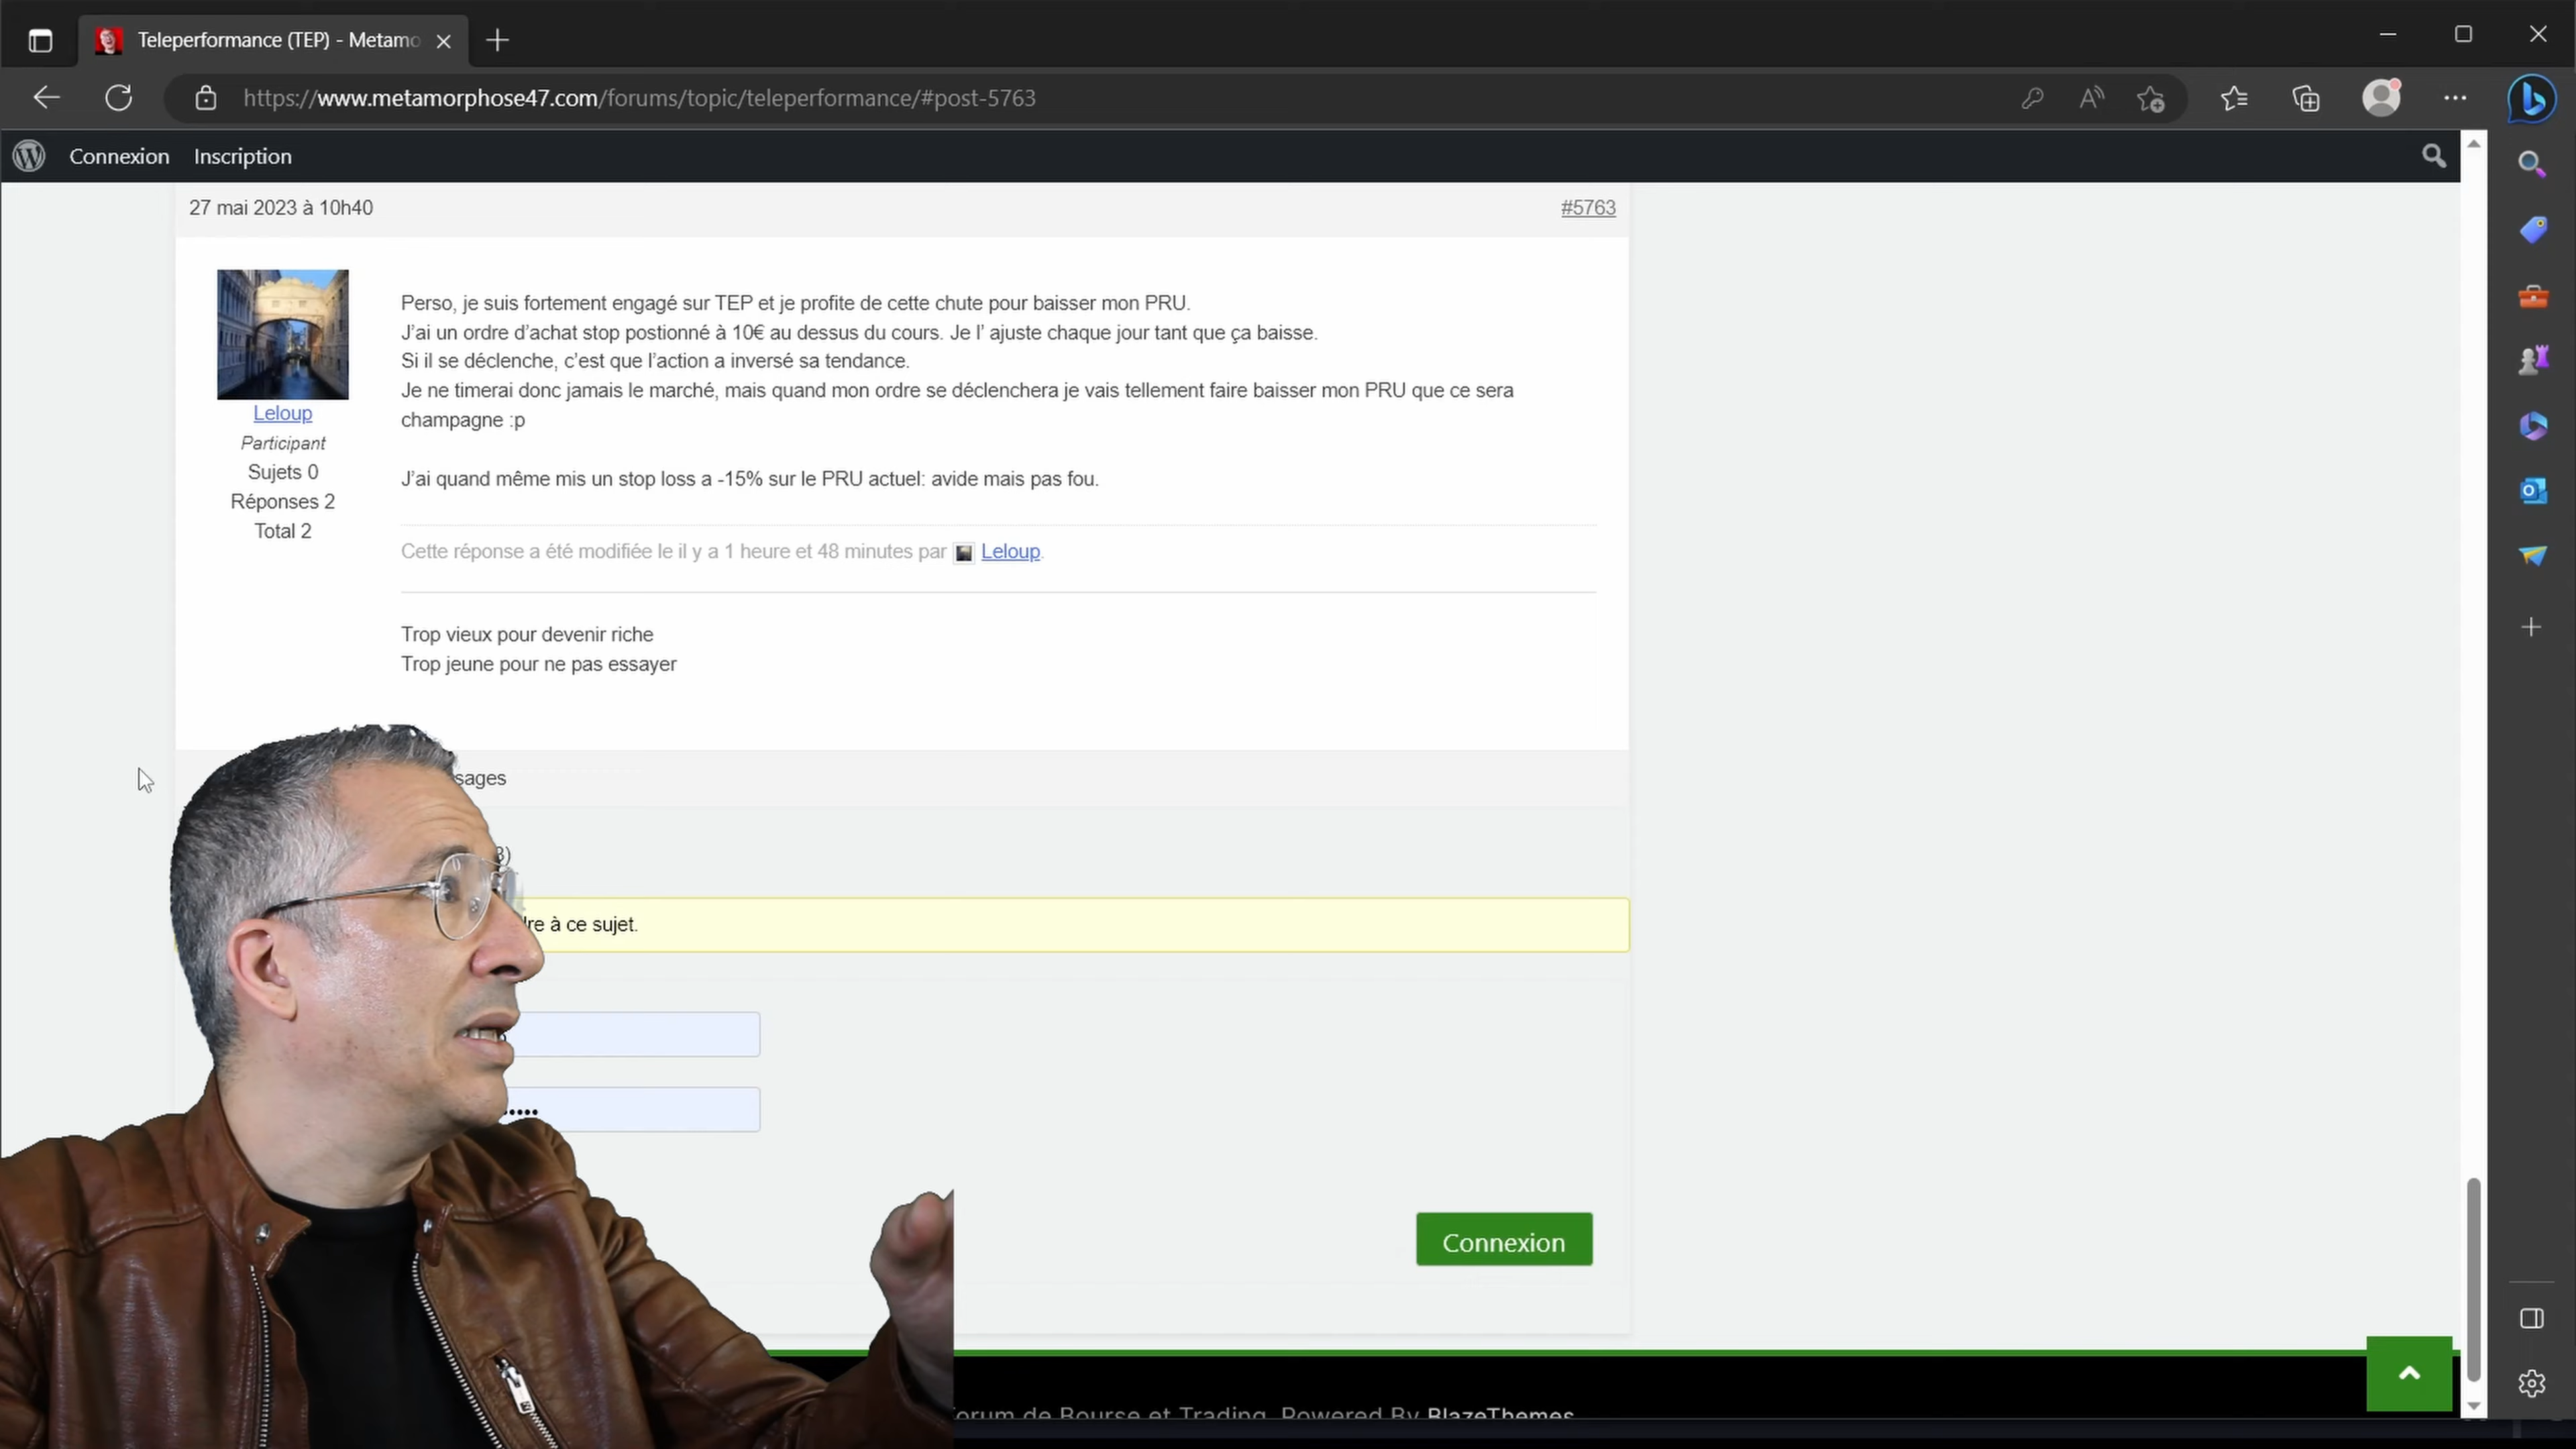 Teleperformance (TEP) - Metamo
https://www.metamorphose47.com/forums/topic/teleperformance/#post-5763
Connexion Inscription
27 mai 2023 à 10h40 #5763
Perso, je suis fortement engagé sur TEP et je profite de cette chute pour baisser mon PRU.
J'ai un ordre d'achat stop postionné à 10€ au dessus du cours. Je l' ajuste chaque jour tant que ça baisse.
Si il se déclenche, c'est que l'action a inversé sa tendance.
Je ne timerai donc jamais le marché, mais quand mon ordre se déclenchera je vais tellement faire baisser mon PRU que ce sera
champagne :p
J'ai quand même mis un stop loss a -15% sur le PRU actuel: avide mais pas fou.
Leloup
Participant
Sujets 0
Réponses 2
Total 2
Cette réponse a été modifiée le il y a 1 heure et 48 minutes par Leloup.
Trop vieux pour devenir riche
Trop jeune pour ne pas essayer
sages
3)
re à ce sujet.
Connexion
orum de Bourse et Trading. Powered By BlazeThemes